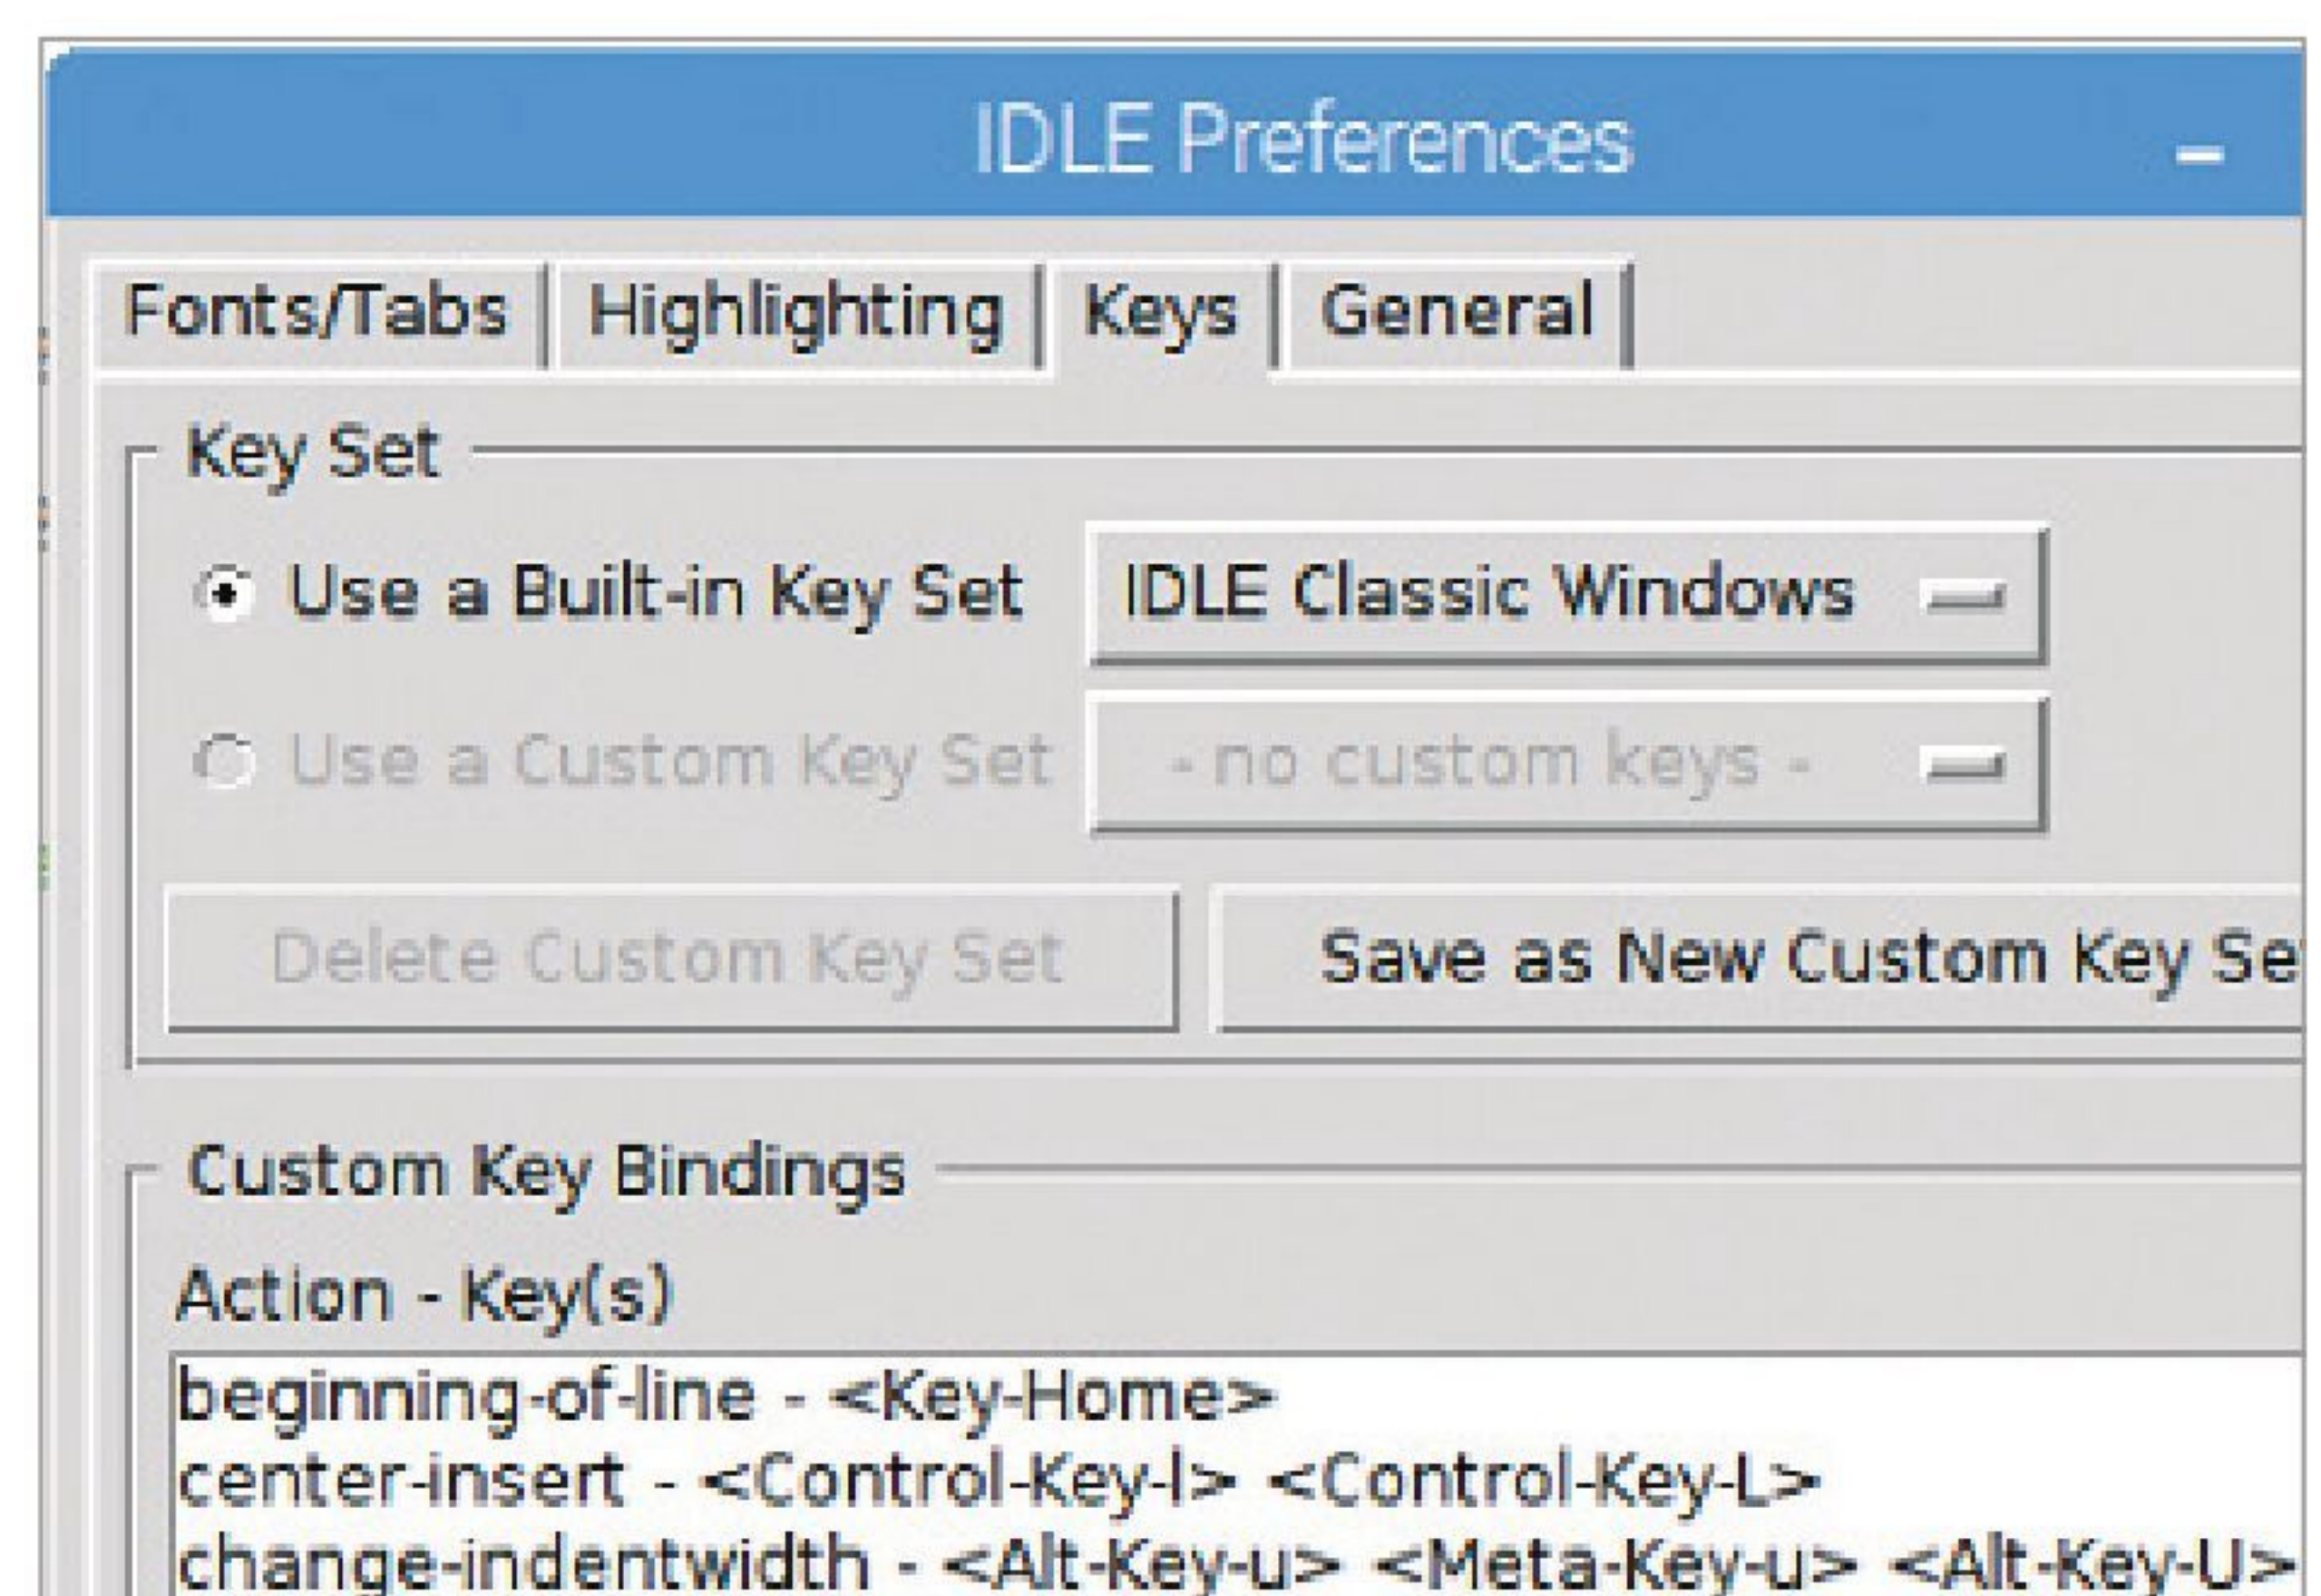 IDLE Preferences
Fonts/Tabs Highlighting Keys General
Key Set
Use a Built-in Key Set IDLE Classic Windows
Use a Custom Key Set - no custom keys -
Delete Custom Key Set Save as New Custom Key Se
Custom Key Bindings
Action - Key(s)
beginning-of-line - <Key-Home>
center-insert - <Control-Key-l> <Control-Key-L>
change-indentwidth - <Alt-Key-u> <Meta-Key-u> <Alt-Key-U>